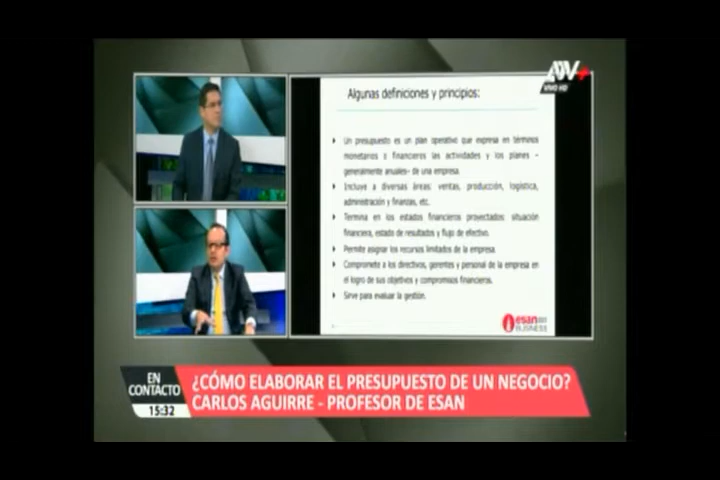 ATV+
VIVO HD
Algunas definiciones y principios:
Un presupuesto es un plan operativo que expresa en términos
monetarios o financieros las actividades y los planes –
generalmente anuales– de una empresa.
Incluye a diversas áreas: ventas, producción, logística,
administración y finanzas, etc.
Termina en los estados financieros proyectados: situación
financiera, estado de resultados y flujo de efectivo.
Permite asignar los recursos limitados de la empresa.
Compromete a los directivos, gerentes y personal de la empresa en
el logro de sus objetivos y compromisos financieros.
Sirve para evaluar la gestión.
esan
BUSINESS
EN
CONTACTO
15:32
¿CÓMO ELABORAR EL PRESUPUESTO DE UN NEGOCIO?
CARLOS AGUIRRE - PROFESOR DE ESAN